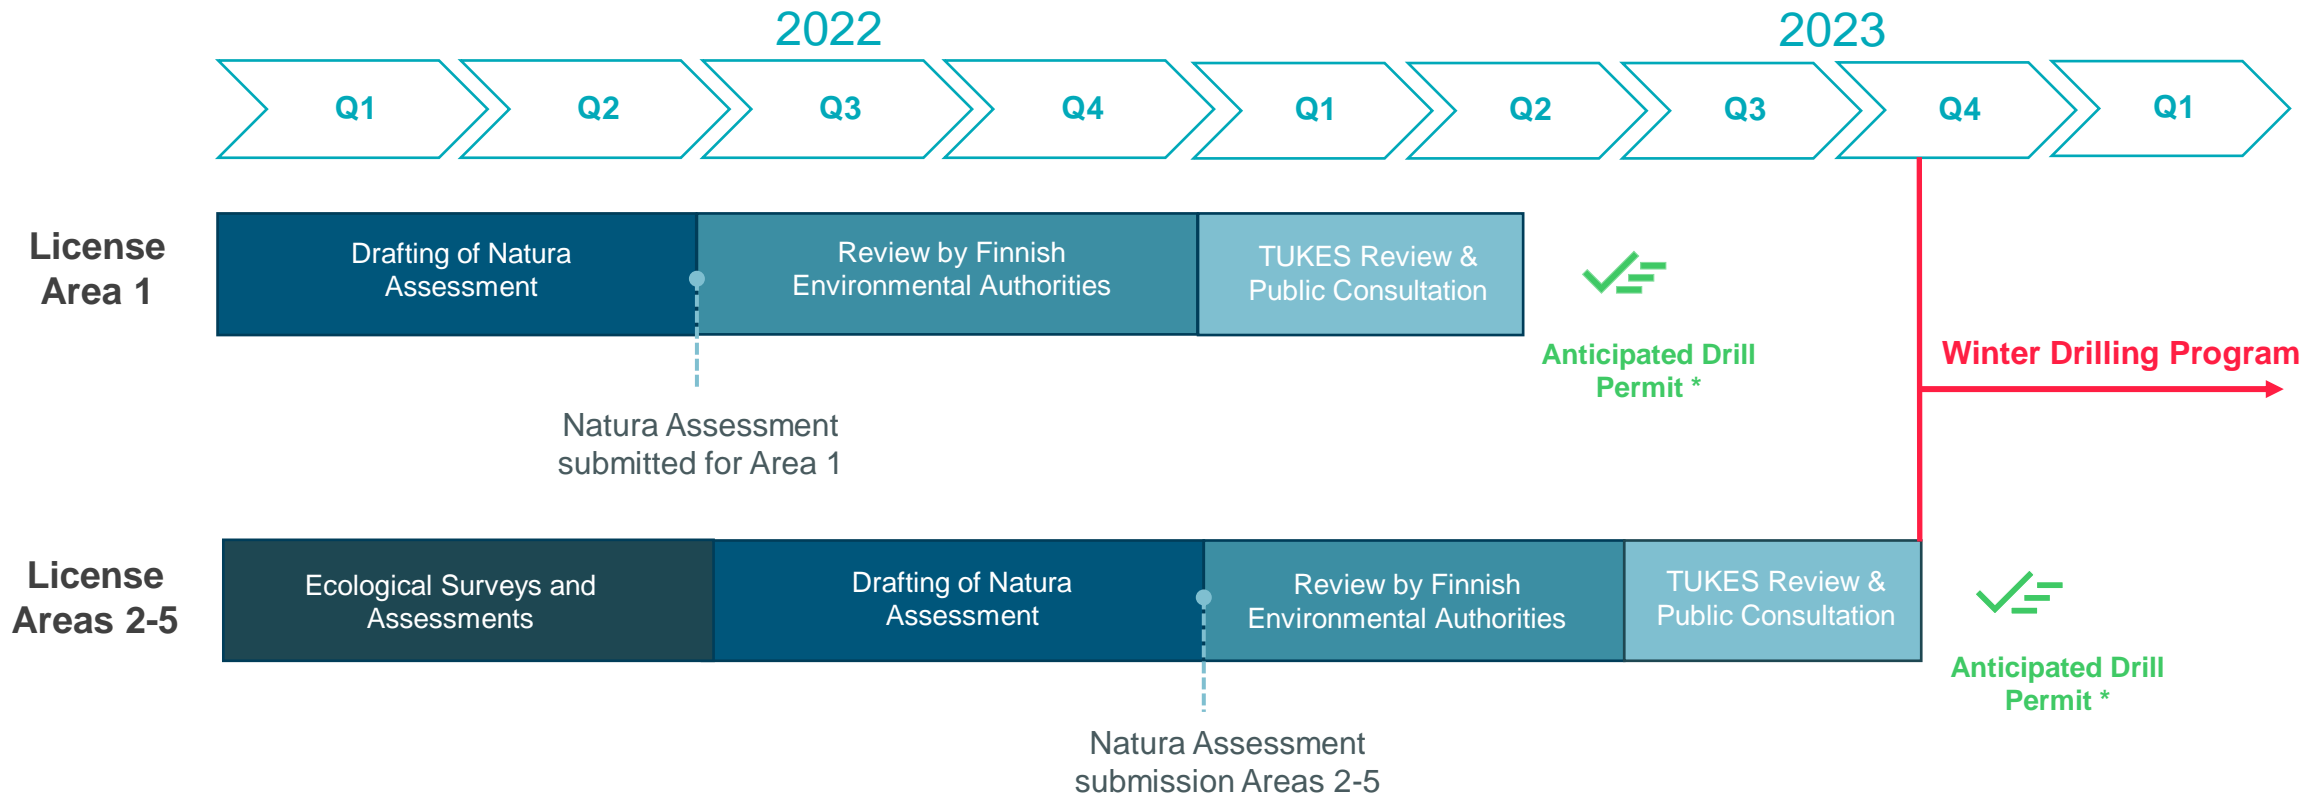 2022
2023
Q1
Q2
Q3
Q4
Q1
Q2
Q3
Q4
Q1
License
Area 1
Drafting of Natura
Assessment
Review by Finnish
Environmental Authorities
TUKES Review &
Public Consultation
Anticipated Drill
Permit *
Winter Drilling Program
Natura Assessment
submitted for Area 1
License
Areas 2-5
Ecological Surveys and
Assessments
Drafting of Natura
Assessment
Review by Finnish
Environmental Authorities
TUKES Review &
Public Consultation
Anticipated Drill
Permit *
Natura Assessment
submission Areas 2-5